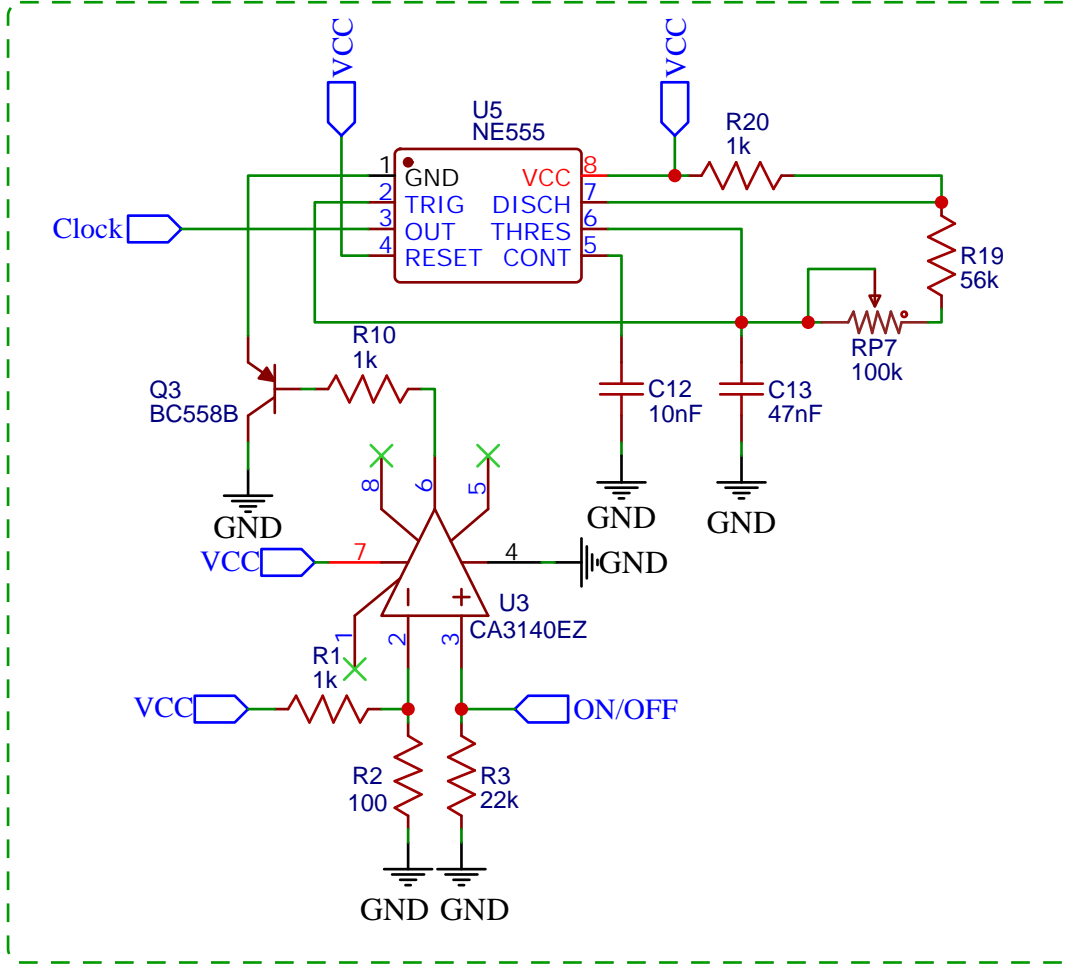 VCC
VCC
U5
NE555
R20
1k
1
GND
VCC
8
2
TRIG
DISCH
7
Clock
3
OUT
THRES
6
4
RESET
CONT
5
R19
56k
R10
1k
RP7
100k
Q3
BC558B
C12
10nF
C13
47nF
8
6
5
GND
GND
GND
VCC
7
4
GND
U3
CA3140EZ
1
2
3
R1
1k
VCC
ON/OFF
R2
100
R3
22k
GND
GND